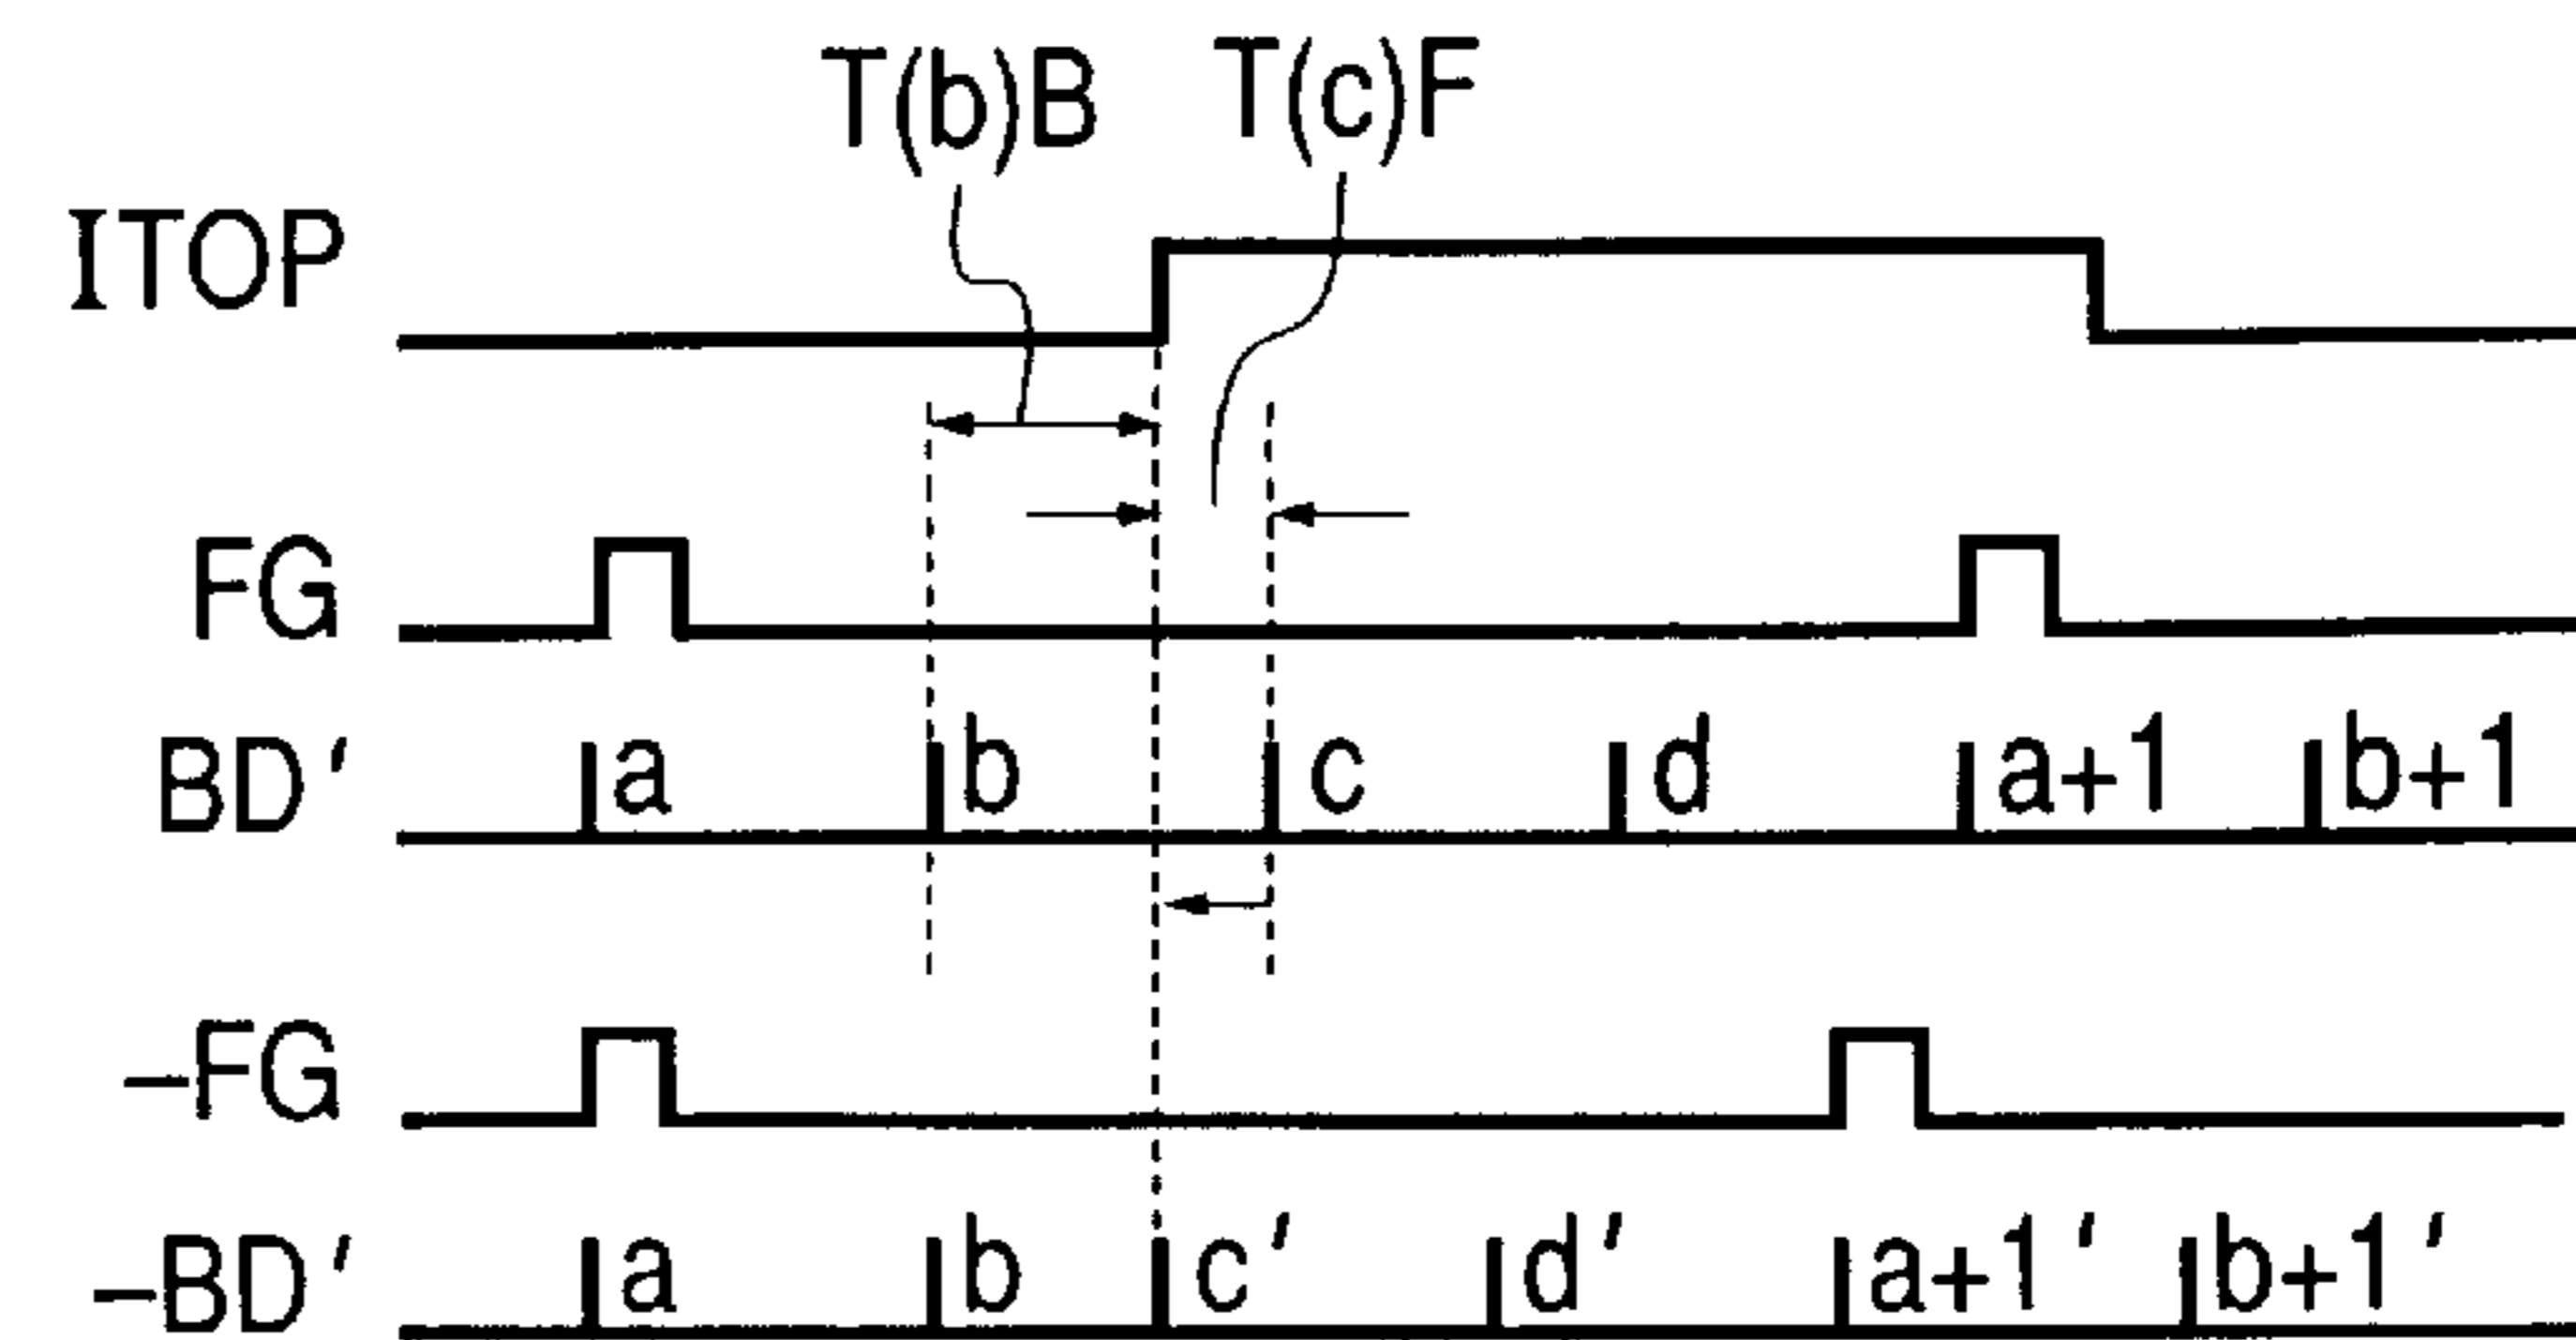 T(b)B T(c)F
ITOP
FG
BD' a b c d a+1 b+1
–FG
–BD' a b c' d' a+1' b+1'